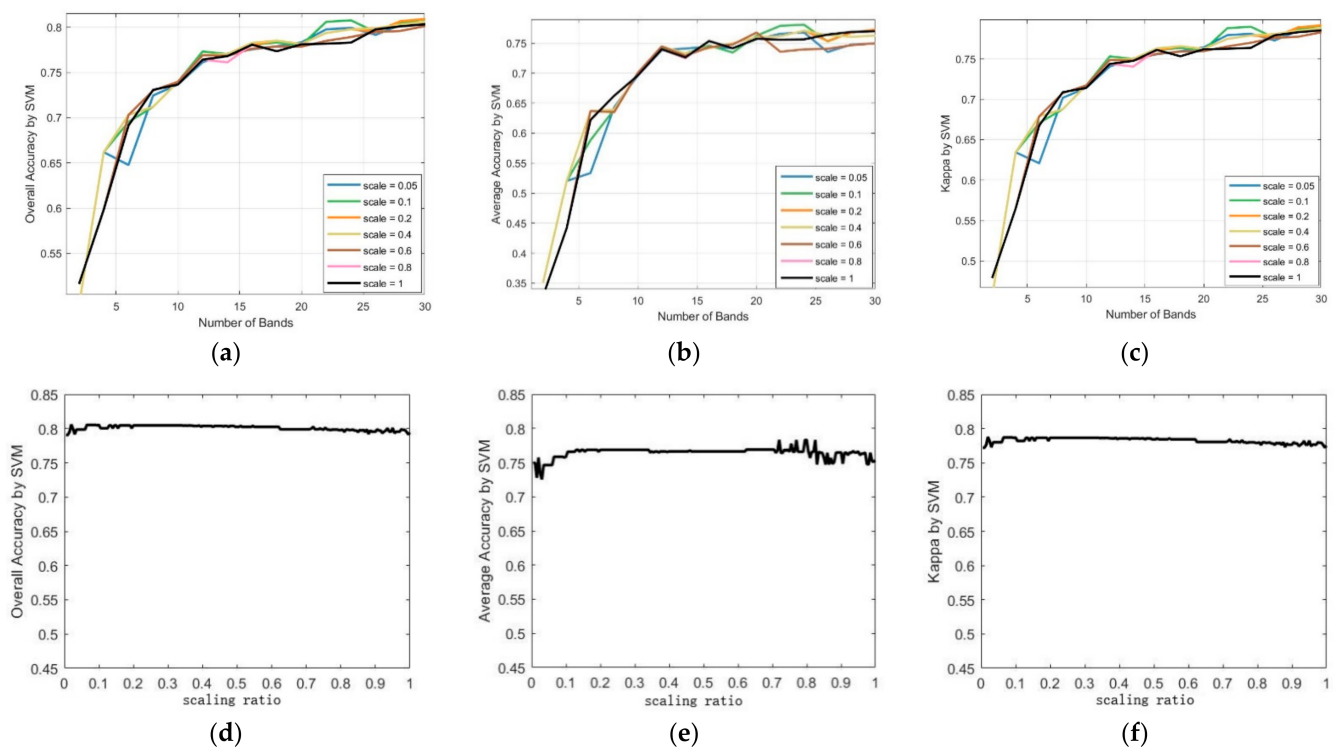 0.8
0.75
0.7
0.65
0.6
0.55
Overall Accuracy by SVM
scale = 0.05
scale = 0.1
scale = 0.2
scale = 0.4
scale = 0.6
scale = 0.8
scale = 1
5 10 15 20 25 30
Number of Bands
(a)
0.75
0.7
0.65
0.6
0.55
0.5
0.45
0.4
0.35
Average Accuracy by SVM
scale = 0.05
scale = 0.1
scale = 0.2
scale = 0.4
scale = 0.6
scale = 0.8
scale = 1
5 10 15 20 25 30
Number of Bands
(b)
0.75
0.7
0.65
0.6
0.55
0.5
Kappa by SVM
scale = 0.05
scale = 0.1
scale = 0.2
scale = 0.4
scale = 0.6
scale = 0.8
scale = 1
5 10 15 20 25 30
Number of Bands
(c)
0.85
0.8
0.75
0.7
0.65
0.6
0.55
0.5
0.45
Overall Accuracy by SVM
0 0.1 0.2 0.3 0.4 0.5 0.6 0.7 0.8 0.9 1
scaling ratio
(d)
0.85
0.8
0.75
0.7
0.65
0.6
0.55
0.5
0.45
Average Accuracy by SVM
0 0.1 0.2 0.3 0.4 0.5 0.6 0.7 0.8 0.9 1
scaling ratio
(e)
0.85
0.8
0.75
0.7
0.65
0.6
0.55
0.5
0.45
Kappa by SVM
0 0.1 0.2 0.3 0.4 0.5 0.6 0.7 0.8 0.9 1
scaling ratio
(f)